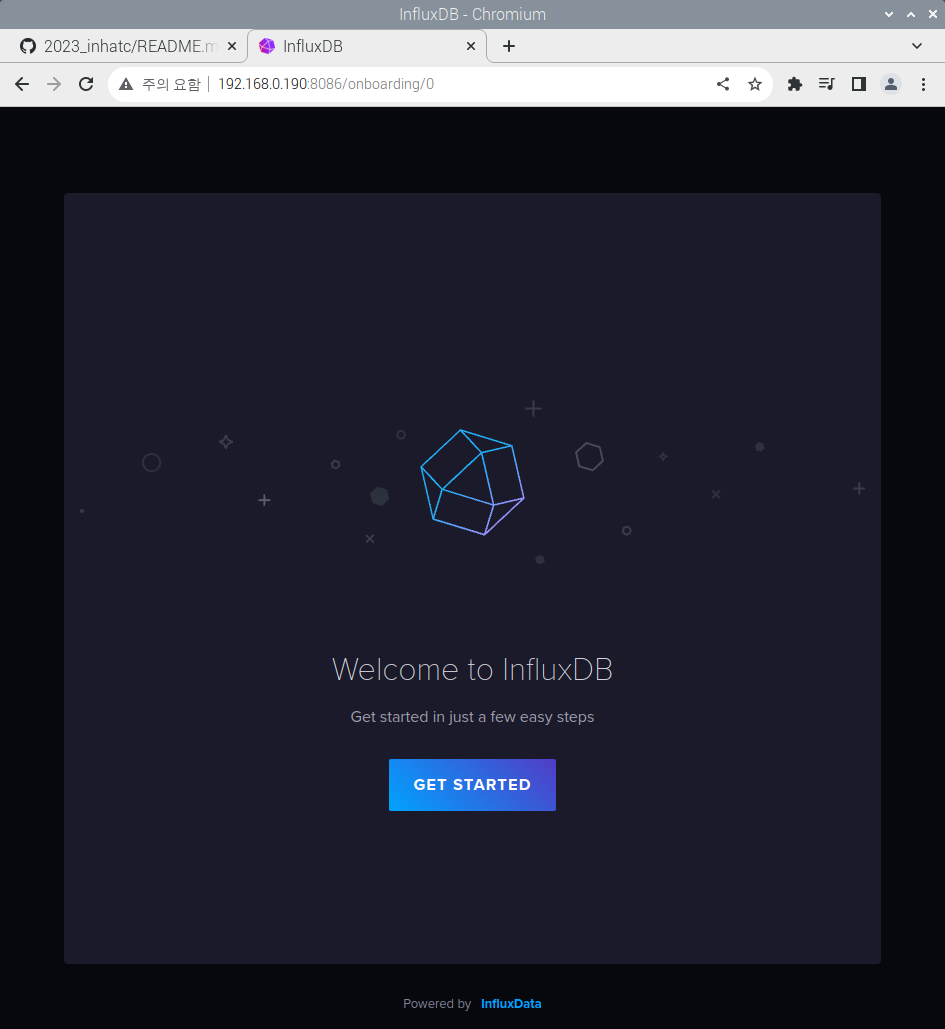 InfluxDB - Chromium
2023_inhatc/README.m
InfluxDB
주의 요함 192.168.0.190:8086/onboarding/0
Welcome to InfluxDB
Get started in just a few easy steps
GET STARTED
Powered by InfluxData